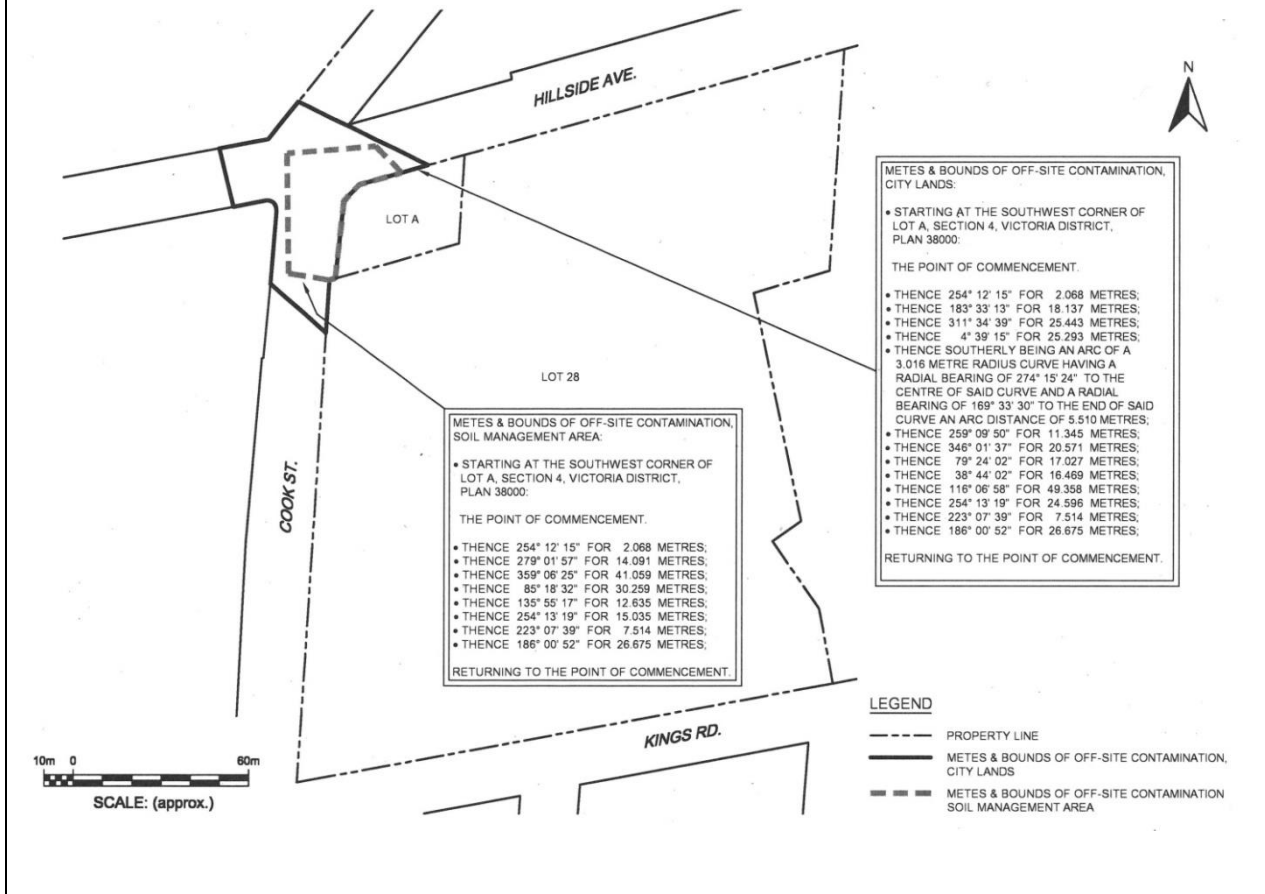 N
HILLSIDE AVE.
LOT A
LOT 28
COOK ST.
KINGS RD.
METES & BOUNDS OF OFF-SITE CONTAMINATION,
CITY LANDS:
• STARTING AT THE SOUTHWEST CORNER OF
LOT A, SECTION 4, VICTORIA DISTRICT,
PLAN 38000:
THE POINT OF COMMENCEMENT.
• THENCE 254° 12' 15" FOR 2.068 METRES;
• THENCE 183° 33' 13" FOR 18.137 METRES;
• THENCE 311° 34' 39" FOR 25.443 METRES;
• THENCE 4° 39' 15" FOR 25.293 METRES;
• THENCE SOUTHERLY BEING AN ARC OF A
3.016 METRE RADIUS CURVE HAVING A
RADIAL BEARING OF 274° 15' 24" TO THE
CENTRE OF SAID CURVE AND A RADIAL
BEARING OF 169° 33' 30" TO THE END OF SAID
CURVE AN ARC DISTANCE OF 5.510 METRES;
• THENCE 259° 09' 50" FOR 11.345 METRES;
• THENCE 346° 01' 37" FOR 20.571 METRES;
• THENCE 79° 24' 02" FOR 17.027 METRES;
• THENCE 38° 44' 02" FOR 16.469 METRES;
• THENCE 116° 06' 58" FOR 49.358 METRES;
• THENCE 254° 13' 19" FOR 24.596 METRES;
• THENCE 223° 07' 39" FOR 7.514 METRES;
• THENCE 186° 00' 52" FOR 26.675 METRES;
RETURNING TO THE POINT OF COMMENCEMENT.
METES & BOUNDS OF OFF-SITE CONTAMINATION,
SOIL MANAGEMENT AREA:
• STARTING AT THE SOUTHWEST CORNER OF
LOT A, SECTION 4, VICTORIA DISTRICT,
PLAN 38000:
THE POINT OF COMMENCEMENT.
• THENCE 254° 12' 15" FOR 2.068 METRES;
• THENCE 279° 01' 57" FOR 14.091 METRES;
• THENCE 359° 06' 25" FOR 41.059 METRES;
• THENCE 85° 18' 32" FOR 30.259 METRES;
• THENCE 135° 55' 17" FOR 12.635 METRES;
• THENCE 254° 13' 19" FOR 15.035 METRES;
• THENCE 223° 07' 39" FOR 7.514 METRES;
• THENCE 186° 00' 52" FOR 26.675 METRES;
RETURNING TO THE POINT OF COMMENCEMENT.
10m 0 60m
SCALE: (approx.)
LEGEND
PROPERTY LINE
METES & BOUNDS OF OFF-SITE CONTAMINATION,
CITY LANDS
METES & BOUNDS OF OFF-SITE CONTAMINATION
SOIL MANAGEMENT AREA